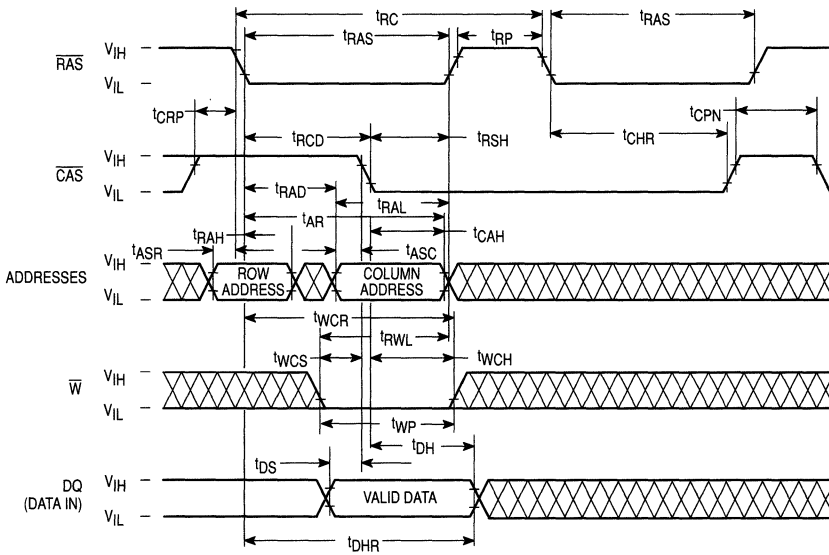 tRC
tRAS
tRP
tRAS
RAS
VIH
VIL
tCRP
tRCD
tRSH
tCHR
tCPN
CAS
VIH
VIL
tRAD
tRAL
tAR
tRAH
tCAH
tASR
tASC
ADDRESSES
VIH
VIL
ROW
ADDRESS
COLUMN
ADDRESS
tWCR
tRWL
tWCS
tWCH
W
VIH
VIL
tWP
tDH
tDS
DQ
(DATA IN)
VIH
VIL
VALID DATA
tDHR